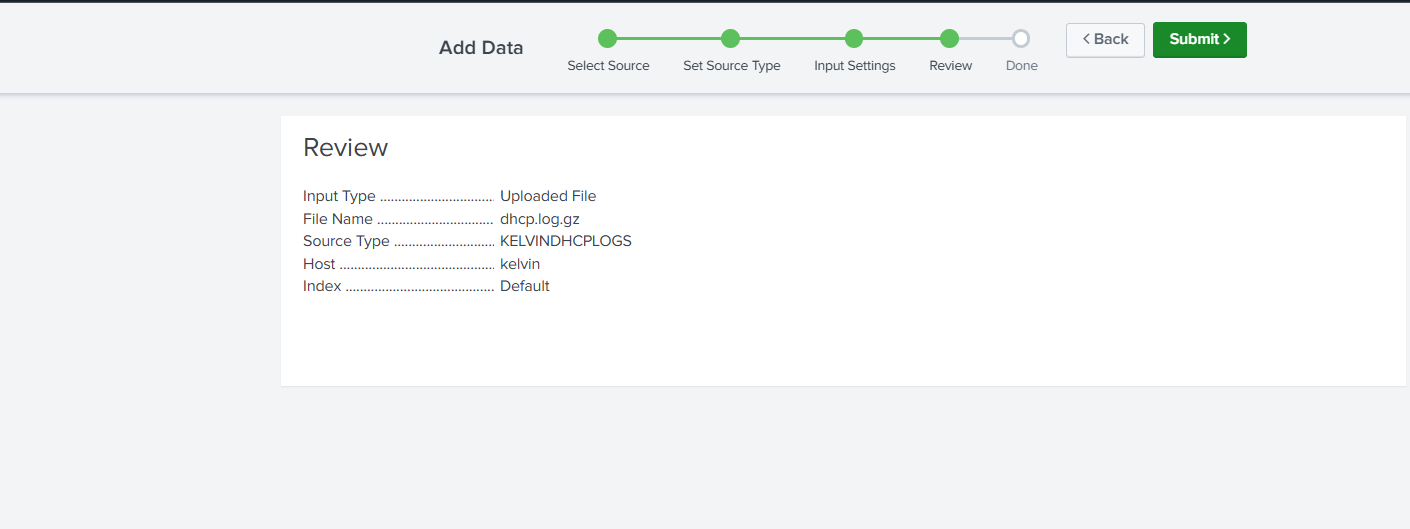 Add Data
Select Source
Set Source Type
Input Settings
Review
Done
< Back
Submit >
Review
Input Type ............................... Uploaded File
File Name ................................ dhcp.log.gz
Source Type ........................... KELVINDHCPLOGS
Host .......................................... kelvin
Index ......................................... Default